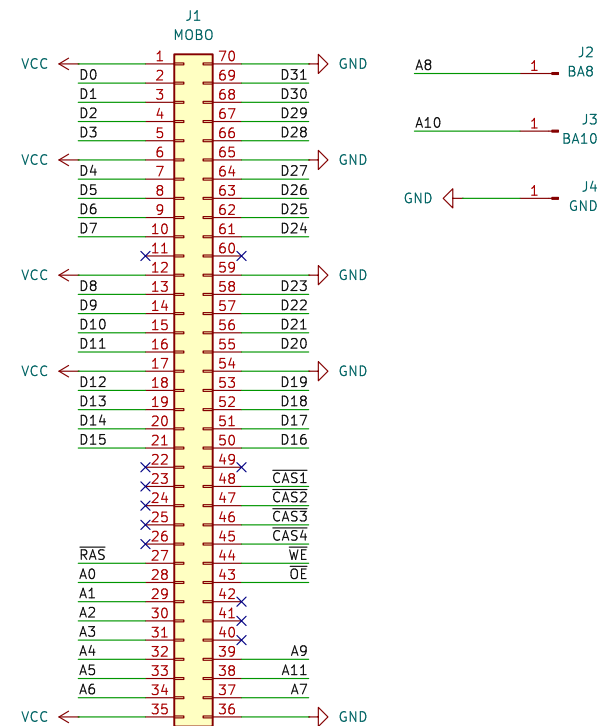 J1
MOBO
VCC 1 70 GND
D0 2 69 D31
D1 3 68 D30
D2 4 67 D29
D3 5 66 D28
VCC 6 65 GND
D4 7 64 D27
D5 8 63 D26
D6 9 62 D25
D7 10 61 D24
11 60
VCC 12 59 GND
D8 13 58 D23
D9 14 57 D22
D10 15 56 D21
D11 16 55 D20
VCC 17 54 GND
D12 18 53 D19
D13 19 52 D18
D14 20 51 D17
D15 21 50 D16
22 49
23 48 CAS1
24 47 CAS2
25 46 CAS3
26 45 CAS4
RAS 27 44 WE
A0 28 43 OE
A1 29 42
A2 30 41
A3 31 40
A4 32 39 A9
A5 33 38 A11
A6 34 37 A7
VCC 35 36 GND
J2
A8 1 BA8
J3
A10 1 BA10
J4
GND 1 GND